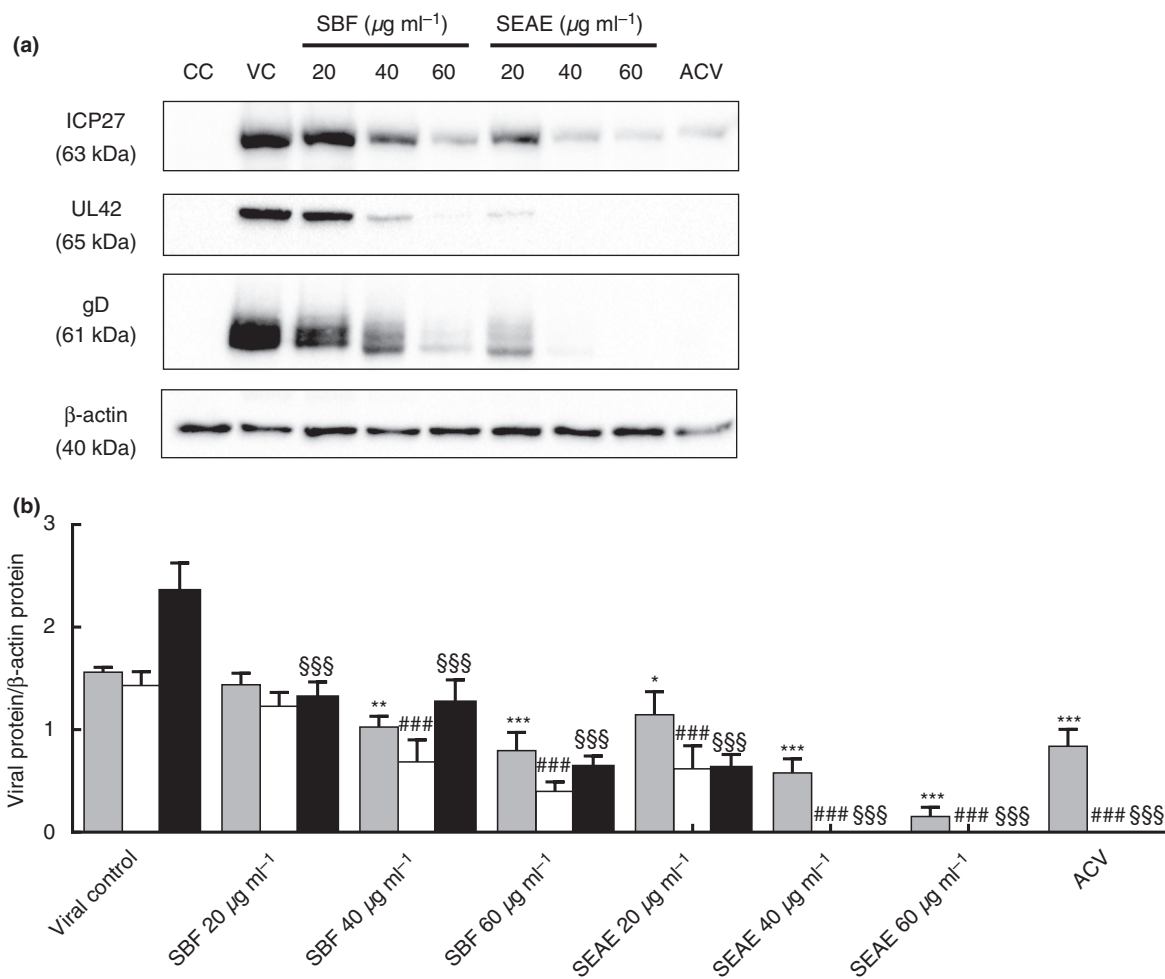 (a)
SBF (µg ml⁻¹) SEAE (µg ml⁻¹)
CC VC 20 40 60 20 40 60 ACV
ICP27
(63 kDa)
UL42
(65 kDa)
gD
(61 kDa)
β-actin
(40 kDa)
(b)
Viral protein/β-actin protein
3
2
1
0
§§§
** ### §§§
*** ### §§§
* ### §§§
*** ### §§§
*** ### §§§
*** ### §§§
Viral control
SBF 20 µg ml⁻¹
SBF 40 µg ml⁻¹
SBF 60 µg ml⁻¹
SEAE 20 µg ml⁻¹
SEAE 40 µg ml⁻¹
SEAE 60 µg ml⁻¹
ACV